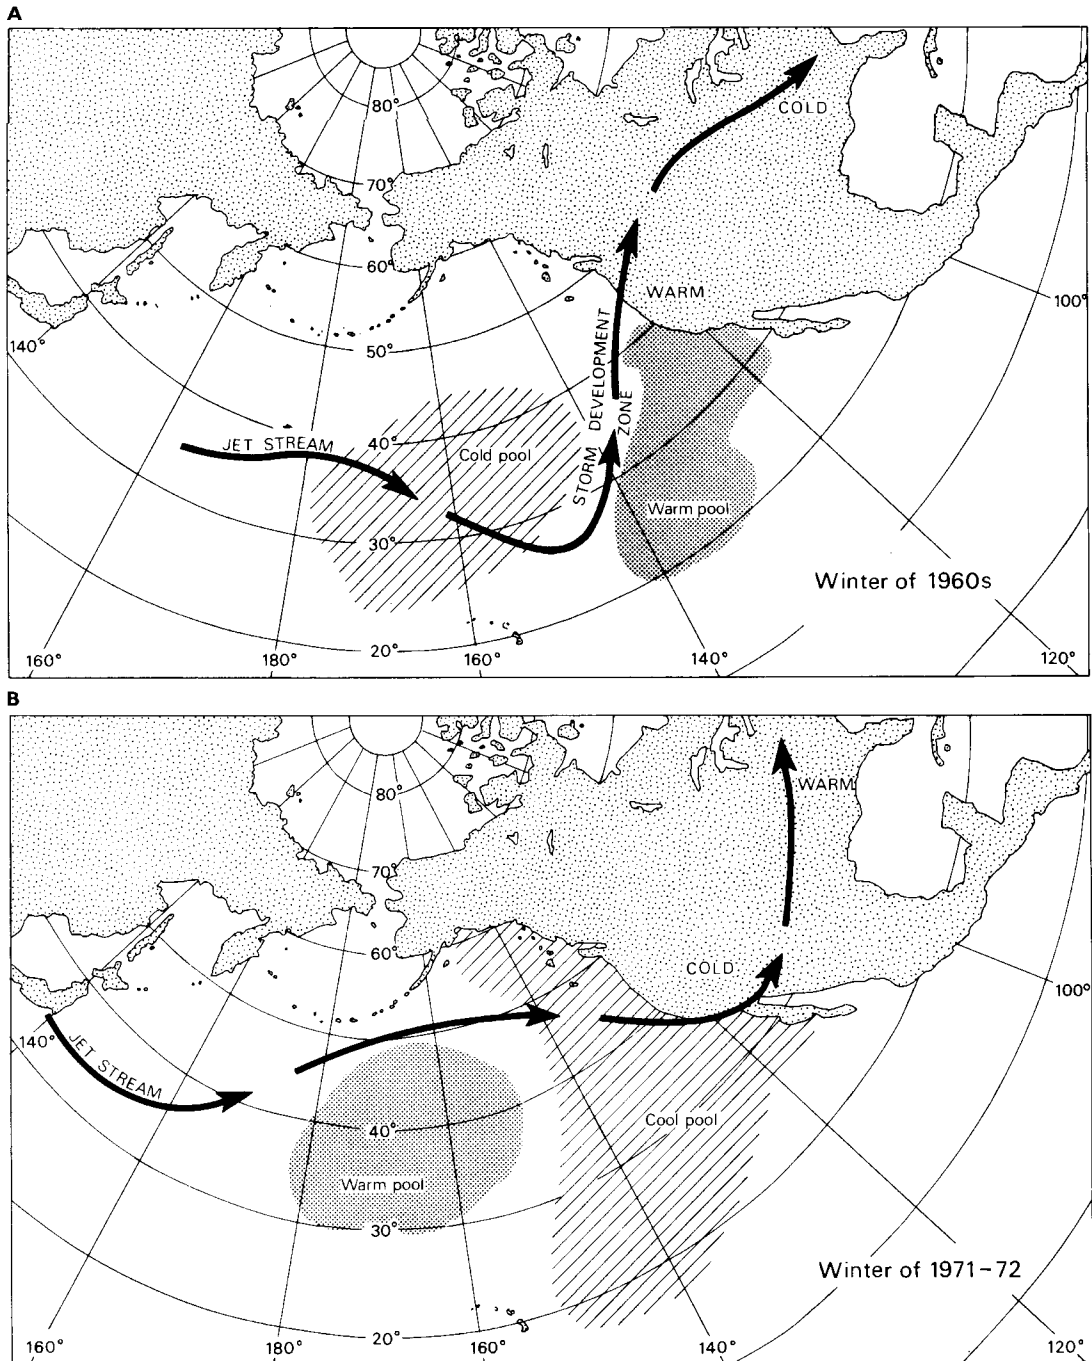 A
80°
COLD
70°
60°
WARM
100°
140°
50°
STORM DEVELOPMENT
ZONE
JET STREAM
40°
Cold pool
Warm pool
30°
Winter of 1960s
160°
180°
20°
160°
140°
120°
B
80°
WARM
70°
60°
COLD
100°
140°
JET STREAM
40°
Cool pool
Warm pool
30°
Winter of 1971-72
160°
180°
20°
160°
140°
120°